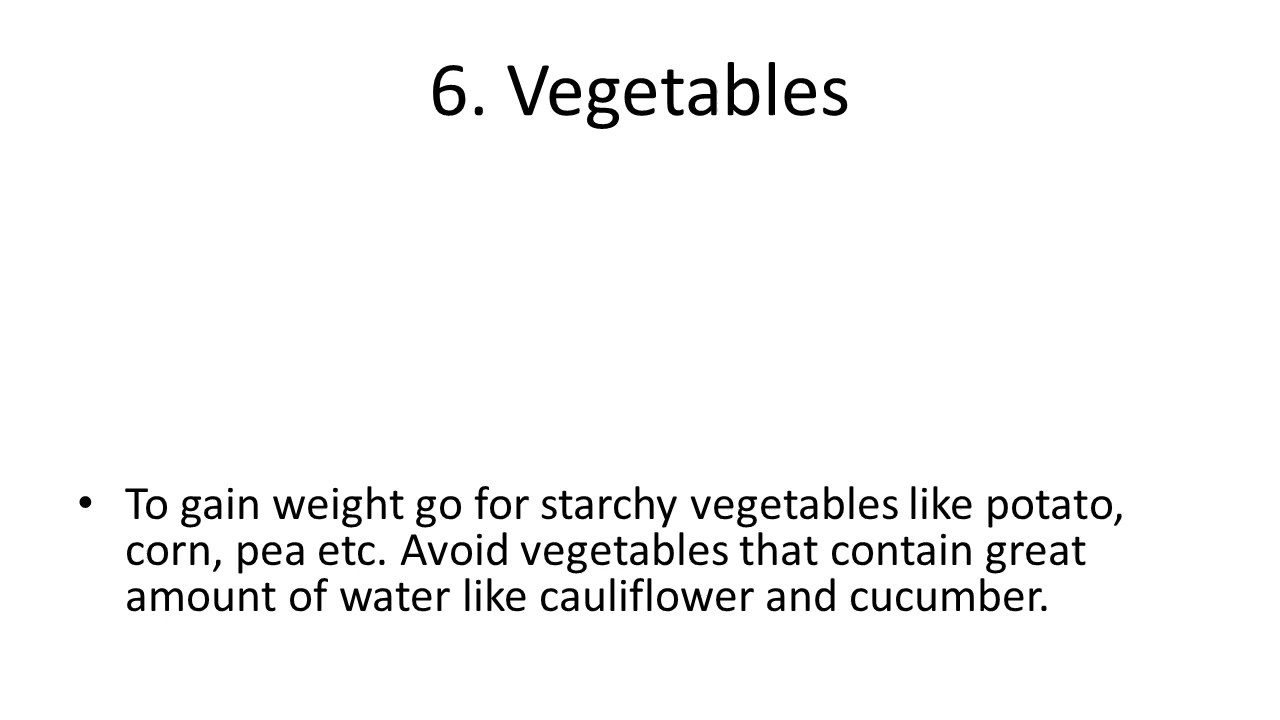 6. Vegetables
• To gain weight go for starchy vegetables like potato,
corn, pea etc. Avoid vegetables that contain great
amount of water like cauliflower and cucumber.